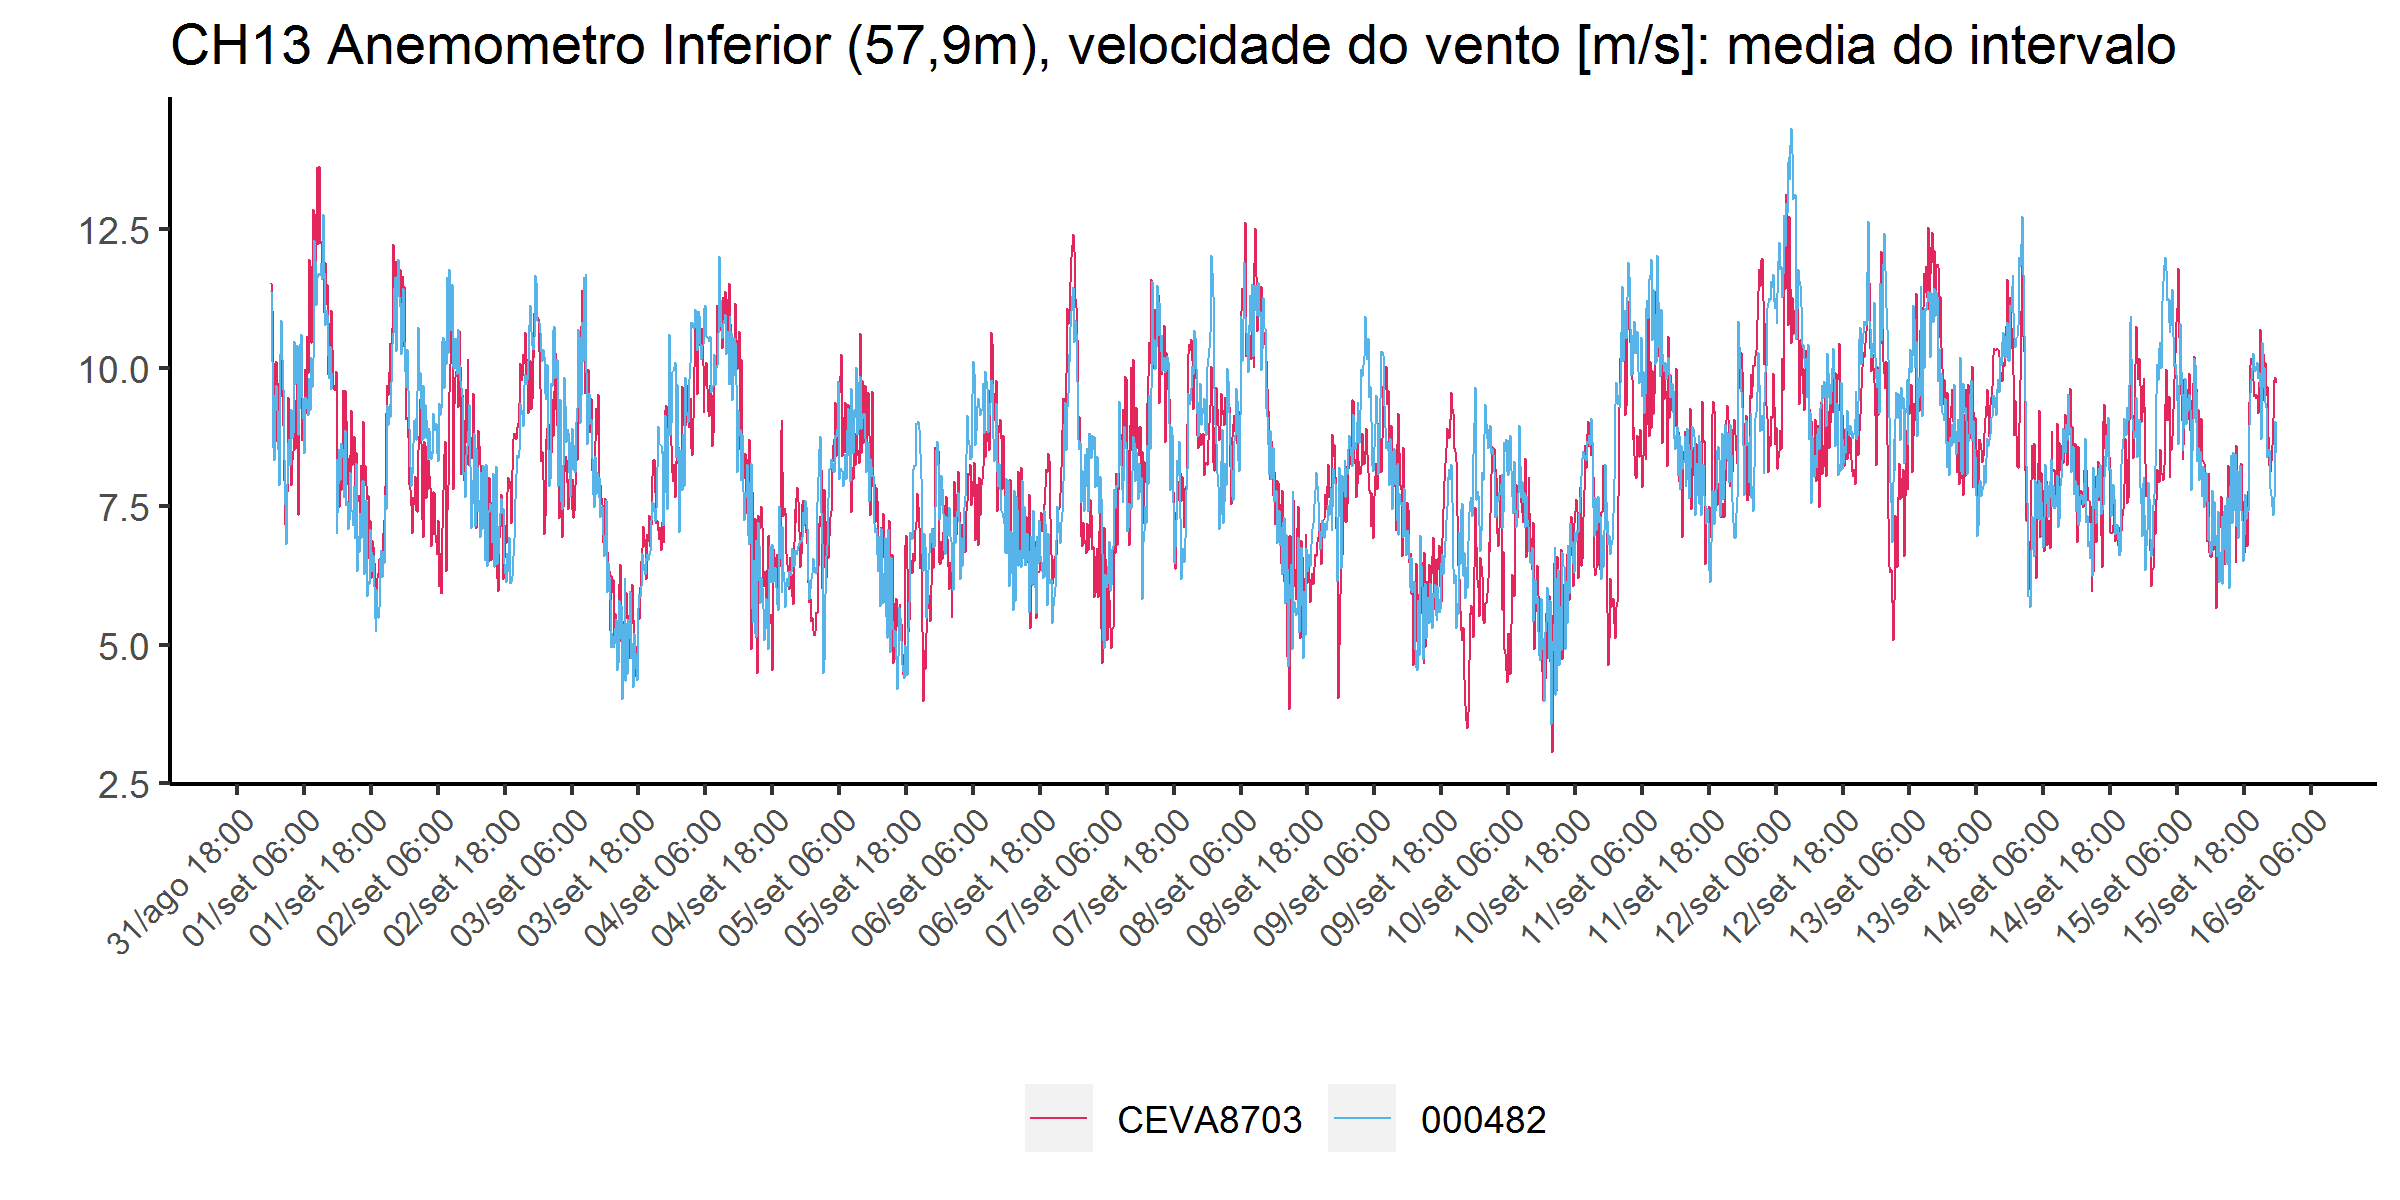 CH13 Anemometro Inferior (57,9m), velocidade do vento [m/s]: media do intervalo
12.5
10.0
7.5
5.0
2.5
31/ago 18:00
01/set 06:00
01/set 18:00
02/set 06:00
02/set 18:00
03/set 06:00
03/set 18:00
04/set 06:00
04/set 18:00
05/set 06:00
05/set 18:00
06/set 06:00
06/set 18:00
07/set 06:00
07/set 18:00
08/set 06:00
08/set 18:00
09/set 06:00
09/set 18:00
10/set 06:00
10/set 18:00
11/set 06:00
11/set 18:00
12/set 06:00
12/set 18:00
13/set 06:00
13/set 18:00
14/set 06:00
14/set 18:00
15/set 06:00
15/set 18:00
16/set 06:00
CEVA8703
000482